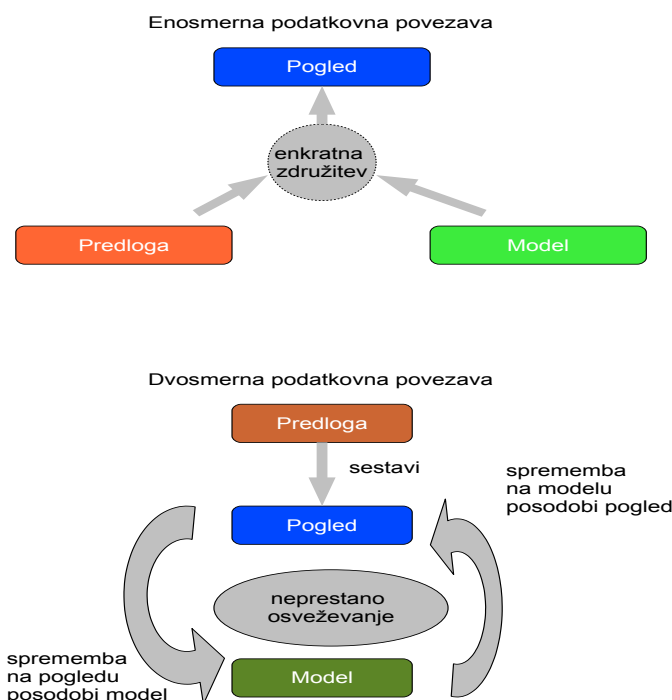 Enosmerna podatkovna povezava
Pogled
enkratna
združitev
Predloga
Model
Dvosmerna podatkovna povezava
Predloga
sestavi
sprememba
na modelu
posodobi pogled
Pogled
neprestano
osveževanje
sprememba
na pogledu
posodobi model
Model